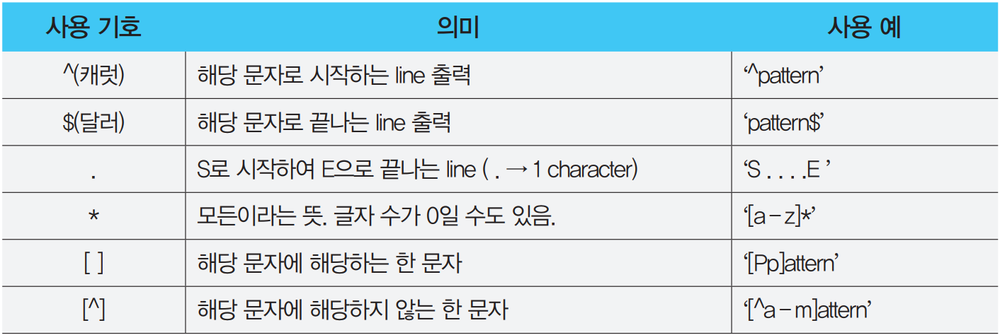 사용 기호 의미 사용 예
^(캐럿) 해당 문자로 시작하는 line 출력 ‘^pattern’
$(달러) 해당 문자로 끝나는 line 출력 ‘pattern$’
. S로 시작하여 E으로 끝나는 line ( . → 1 character) ‘S . . . .E ’
* 모든이라는 뜻. 글자 수가 0일 수도 있음. ‘[a – z]*’
[ ] 해당 문자에 해당하는 한 문자 ‘[Pp]attern’
[^] 해당 문자에 해당하지 않는 한 문자 ‘[^a – m]attern’